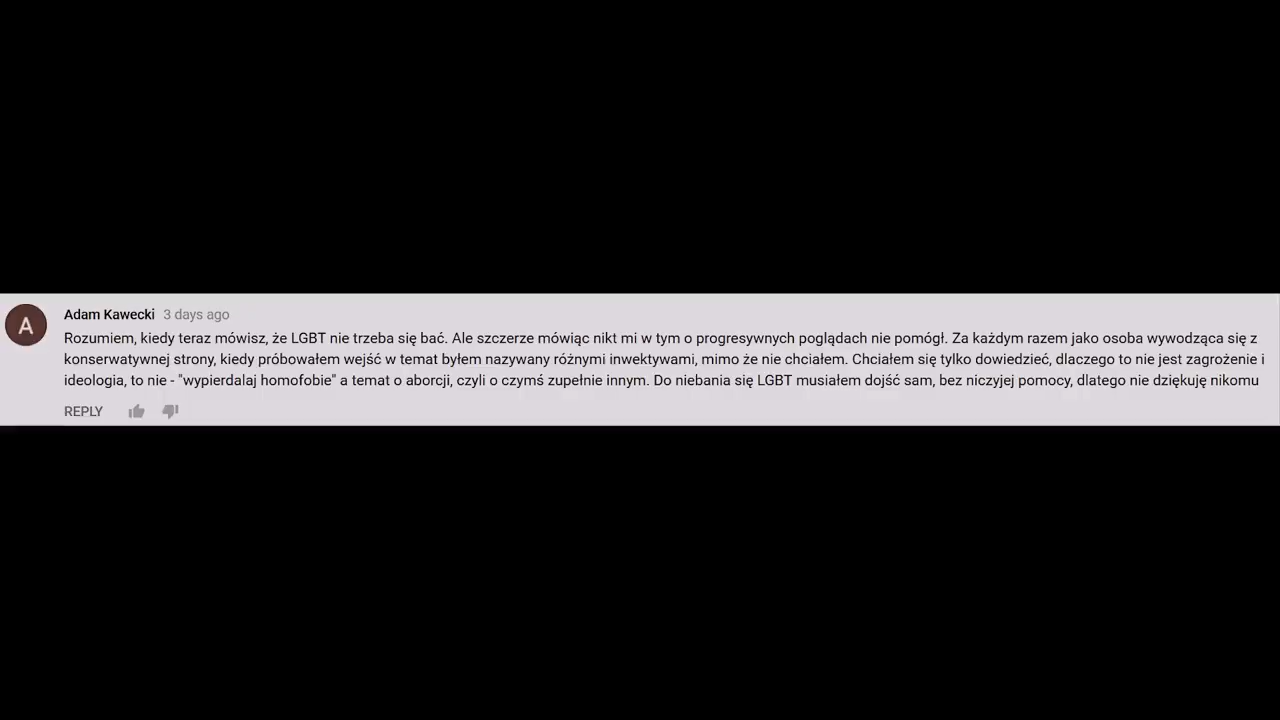 Adam Kawecki 3 days ago
Rozumiem, kiedy teraz mówisz, że LGBT nie trzeba się bać. Ale szczerze mówiąc nikt mi w tym o progresywnych poglądach nie pomógł. Za każdym razem jako osoba wywodząca się z
konserwatywnej strony, kiedy próbowałem wejść w temat byłem nazywany różnymi inwektywami, mimo że nie chciałem. Chciałem się tylko dowiedzieć, dlaczego to nie jest zagrożenie i
ideologia, to nie - "wypierdalaj homofobie" a temat o aborcji, czyli o czymś zupełnie innym. Do niebania się LGBT musiałem dojść sam, bez niczyjej pomocy, dlatego nie dziękuję nikomu
REPLY
A